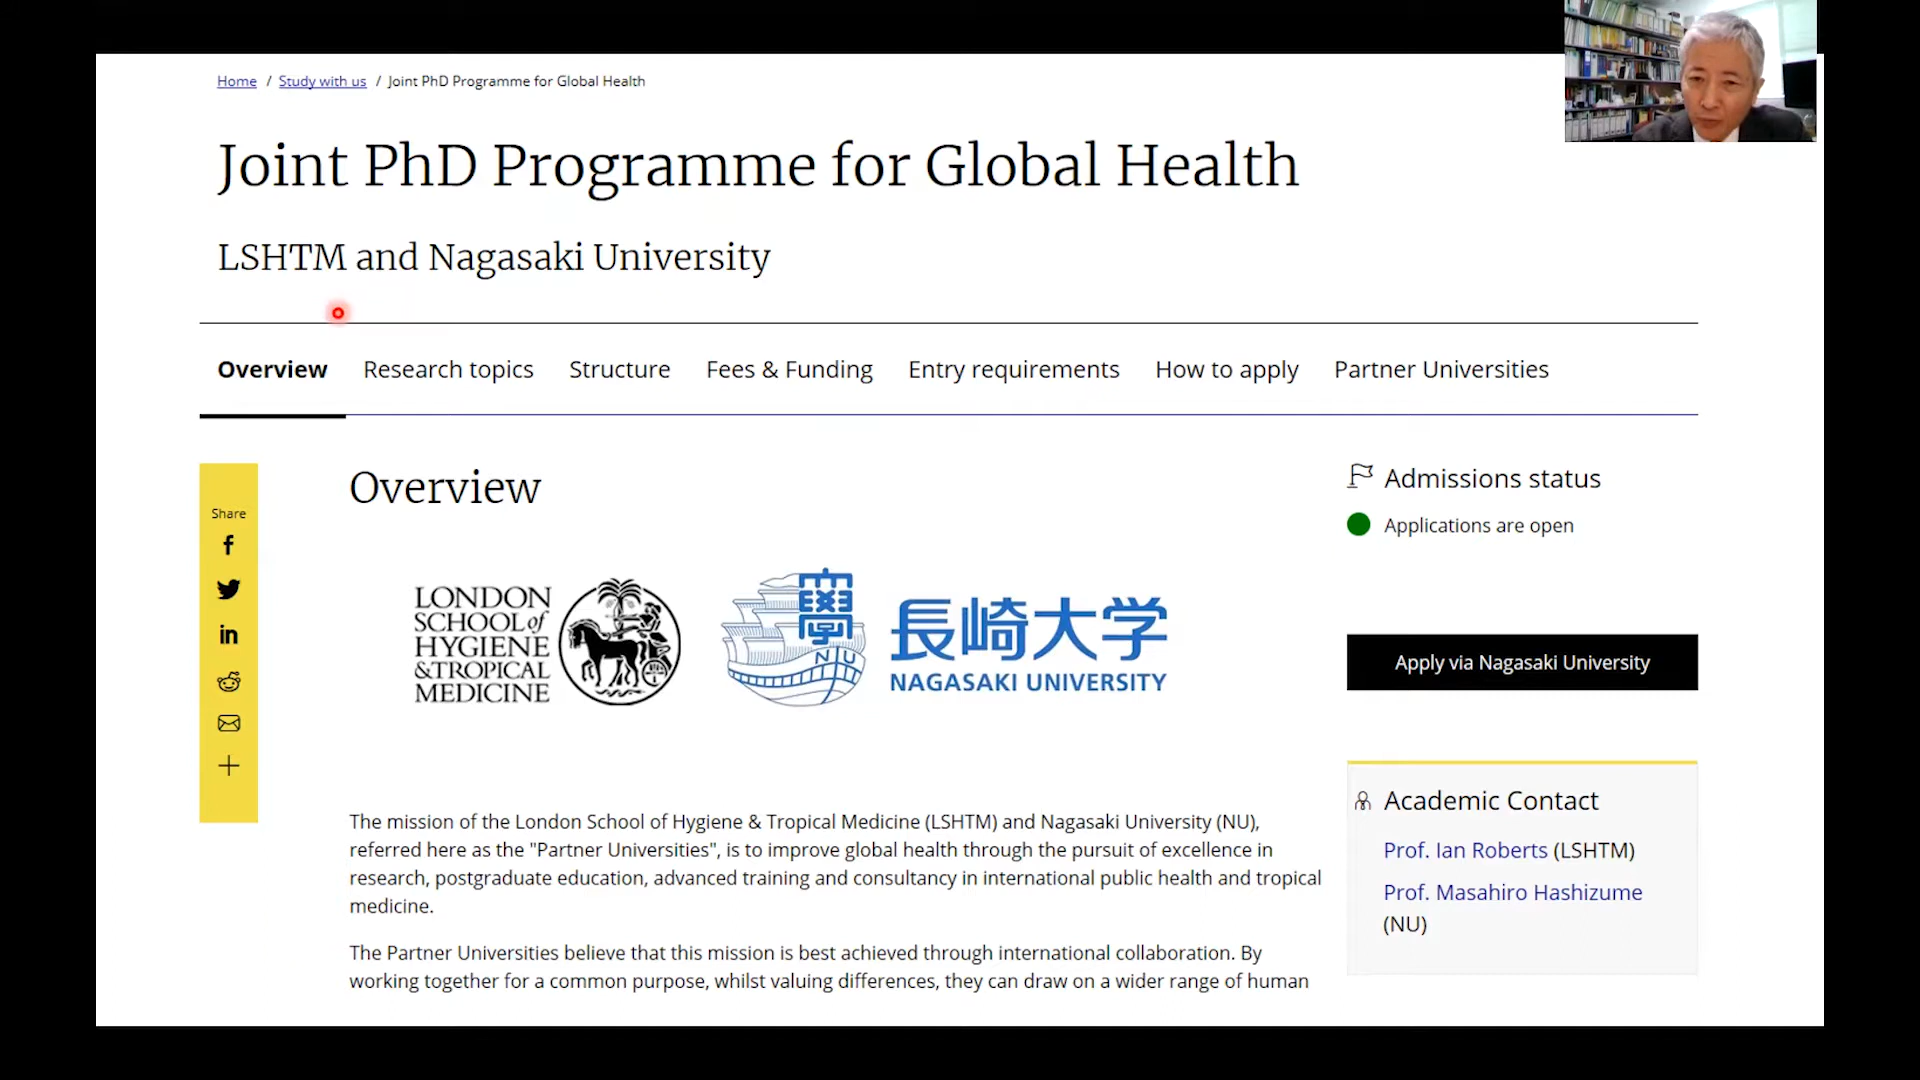 Home / Study with us / Joint PhD Programme for Global Health
Joint PhD Programme for Global Health
LSHTM and Nagasaki University
Overview Research topics Structure Fees & Funding Entry requirements How to apply Partner Universities
Share
Overview
LONDON
SCHOOL of
HYGIENE
& TROPICAL
MEDICINE
學
NU
長崎大学
NAGASAKI UNIVERSITY
The mission of the London School of Hygiene & Tropical Medicine (LSHTM) and Nagasaki University (NU),
referred here as the "Partner Universities", is to improve global health through the pursuit of excellence in
research, postgraduate education, advanced training and consultancy in international public health and tropical
medicine.
The Partner Universities believe that this mission is best achieved through international collaboration. By
working together for a common purpose, whilst valuing differences, they can draw on a wider range of human
Admissions status
Applications are open
Apply via Nagasaki University
Academic Contact
Prof. Ian Roberts (LSHTM)
Prof. Masahiro Hashizume
(NU)